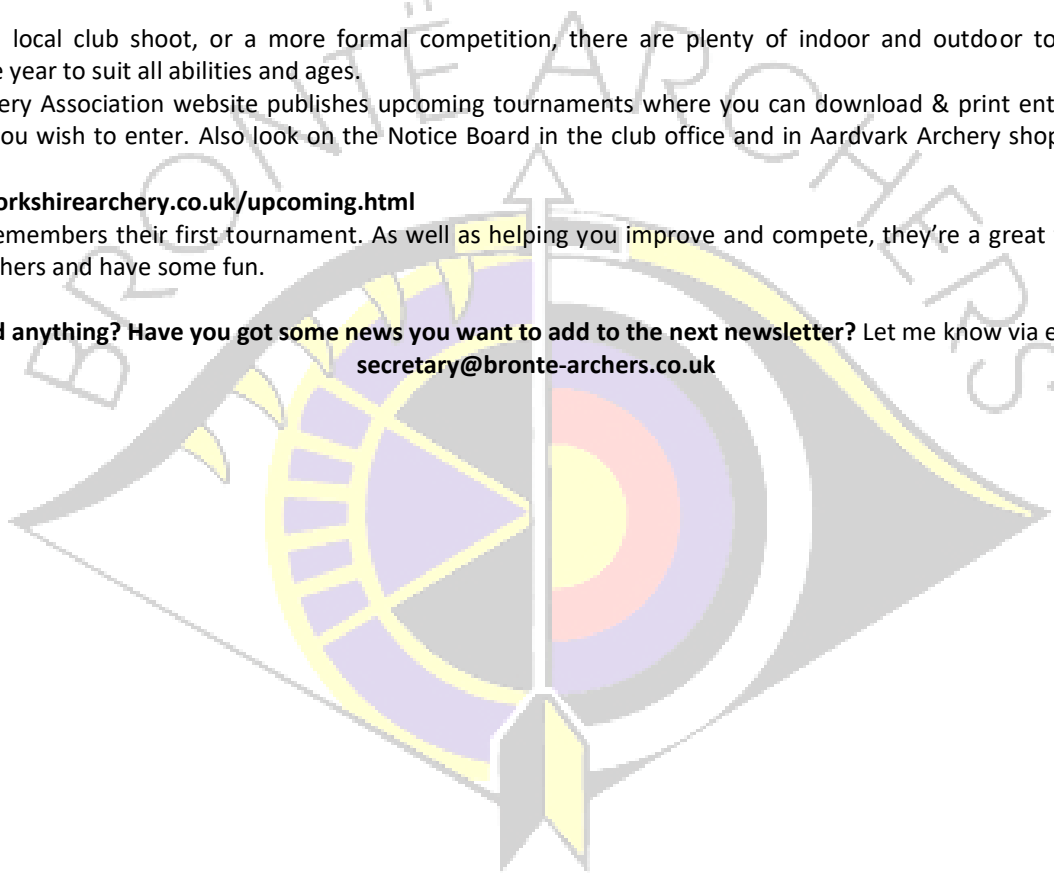 local club shoot, or a more formal competition, there are plenty of indoor and outdoor to
year to suit all abilities and ages.
ery Association website publishes upcoming tournaments where you can download & print ent
ou wish to enter. Also look on the Notice Board in the club office and in Aardvark Archery shop
orkshirearchery.co.uk/upcoming.html
emembers their first tournament. As well as helping you improve and compete, they're a great
chers and have some fun.
d anything? Have you got some news you want to add to the next newsletter? Let me know via e
secretary@bronte-archers.co.uk
BRONTË ARCHERS